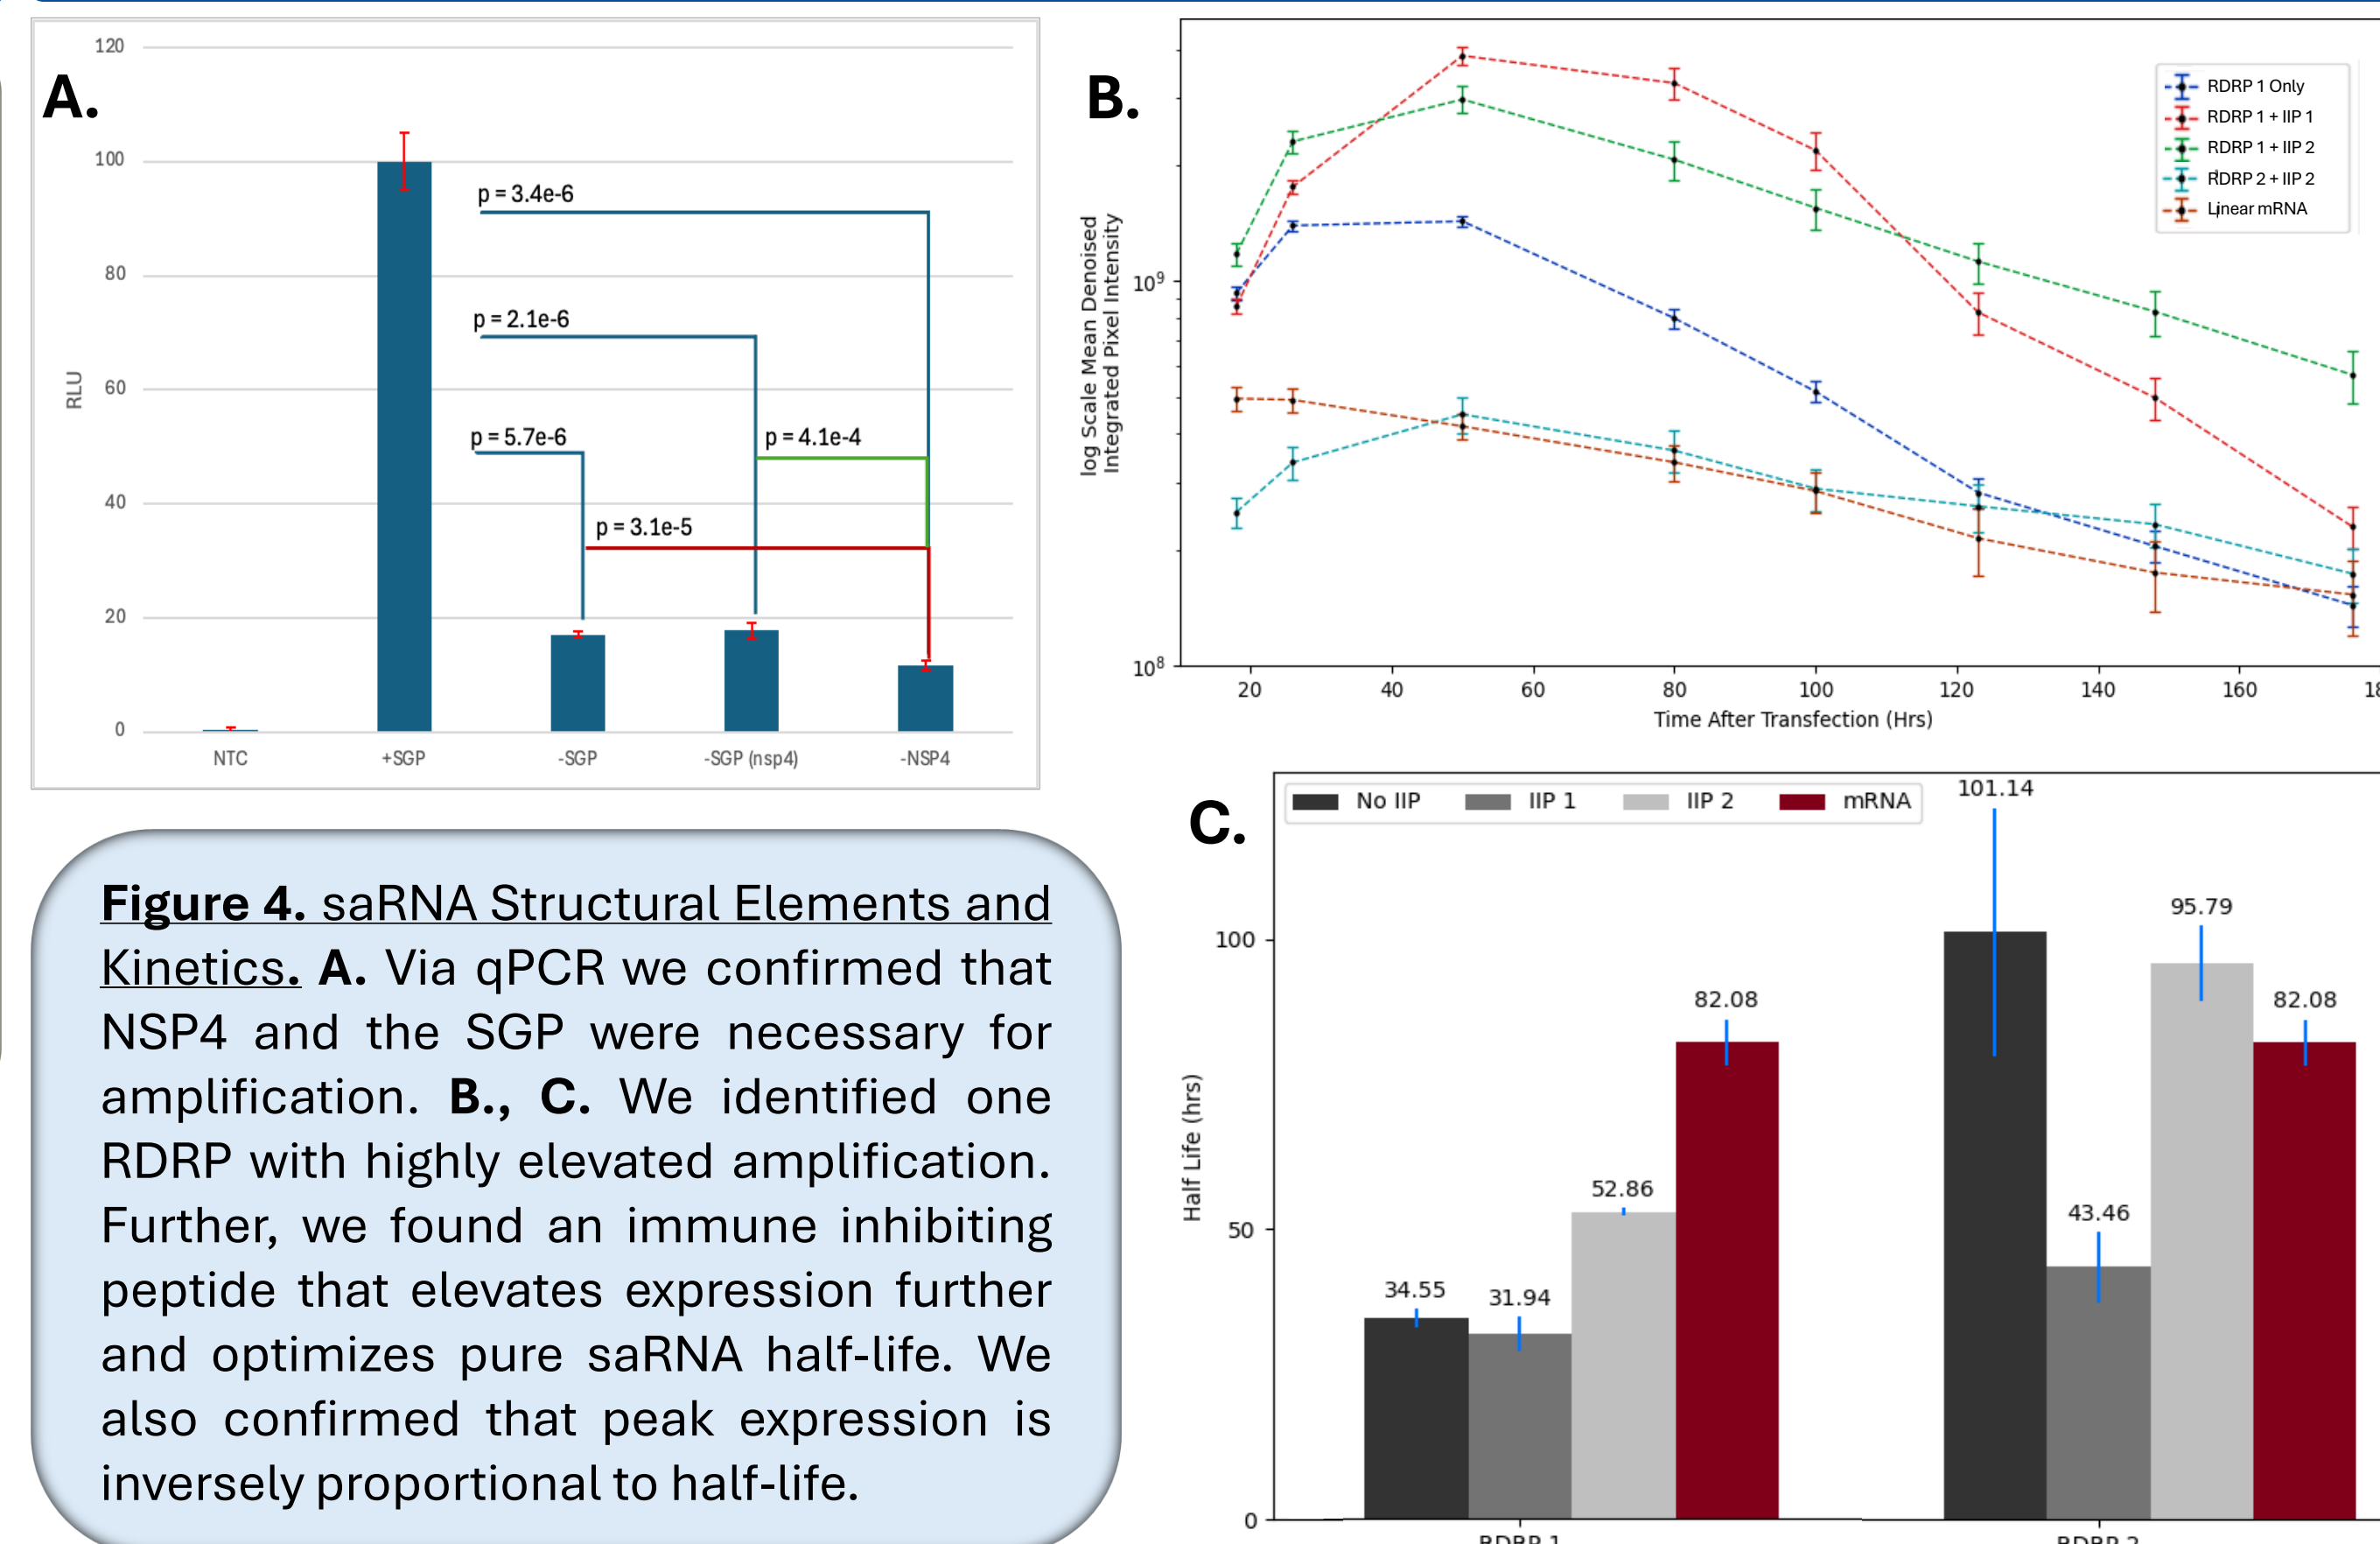 A.
120
100
80
60
40
20
0
RLU
p = 3.4e-6
p = 2.1e-6
p = 5.7e-6
p = 4.1e-4
p = 3.1e-5
NTC
+SGP
-SGP
-SGP (nsp4)
-NSP4
B.
log Scale Mean Denoised
Integrated Pixel Intensity
10⁹
10⁸
RDRP 1 Only
RDRP 1 + IIP 1
RDRP 1 + IIP 2
RDRP 2 + IIP 2
Linear mRNA
20 40 60 80 100 120 140 160
Time After Transfection (Hrs)
C.
No IIP IIP 1 IIP 2 mRNA
Half Life (hrs)
100
50
0
34.55
31.94
52.86
82.08
101.14
43.46
95.79
82.08
RDRP 1
RDRP 2
Figure 4. saRNA Structural Elements and
Kinetics. A. Via qPCR we confirmed that
NSP4 and the SGP were necessary for
amplification. B., C. We identified one
RDRP with highly elevated amplification.
Further, we found an immune inhibiting
peptide that elevates expression further
and optimizes pure saRNA half-life. We
also confirmed that peak expression is
inversely proportional to half-life.